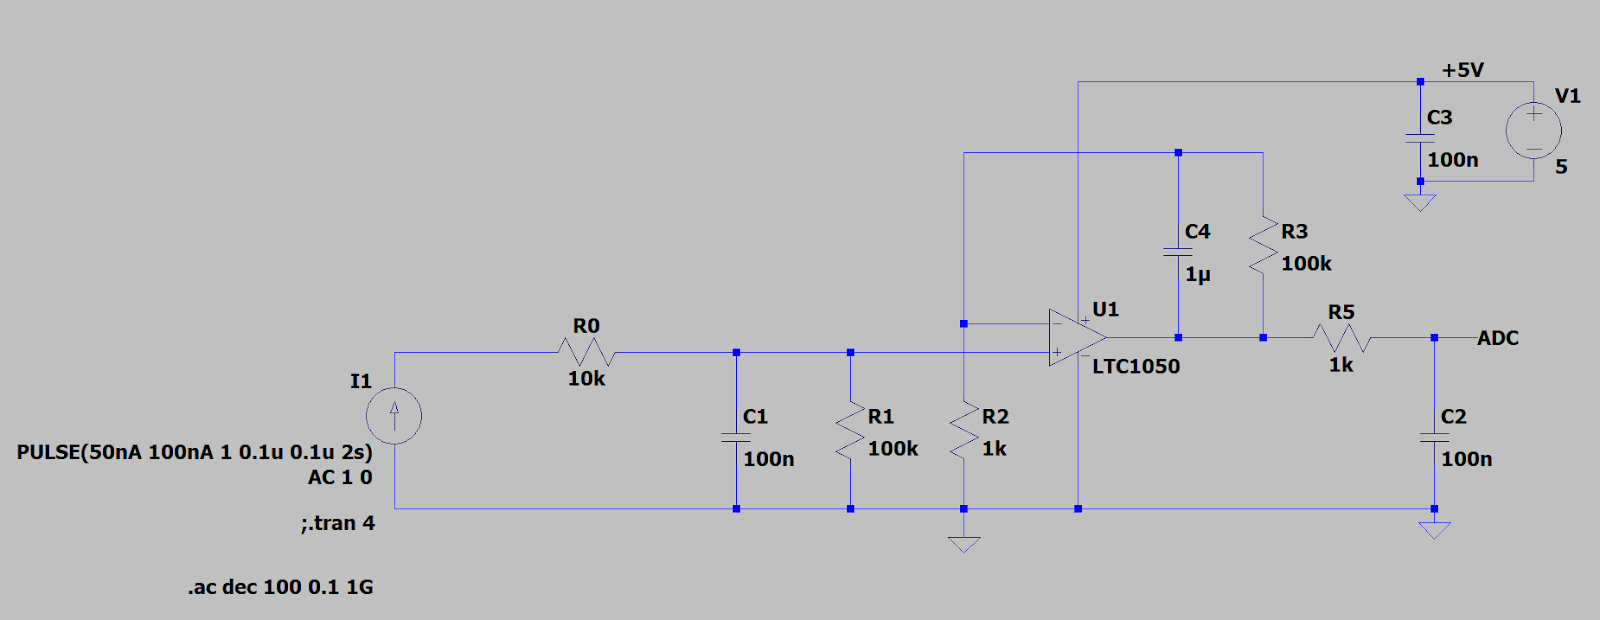 +5V
V1
C3
100n
5
C4
1µ
R3
100k
U1
LTC1050
R5
1k
ADC
R0
10k
I1
PULSE(50nA 100nA 1 0.1u 0.1u 2s)
AC 1 0
C1
100n
R1
100k
R2
1k
C2
100n
;.tran 4
.ac dec 100 0.1 1G